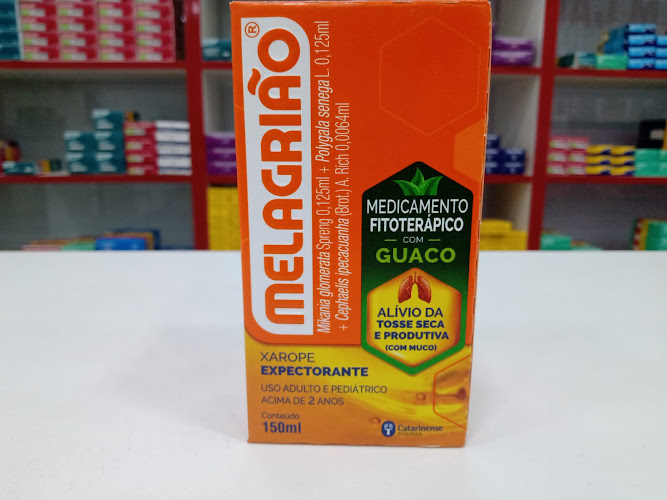 MELAGRIÃO®
Mikania glomerata Spreng 0,125ml + Polygala senega L. 0,125ml
+ Cephaelis ipecacuanha (Brot.) A. Rich 0,0064ml
MEDICAMENTO
FITOTERÁPICO
COM
GUACO
ALÍVIO DA
TOSSE SECA
E PRODUTIVA
(COM MUCO)
XAROPE
EXPECTORANTE
USO ADULTO E PEDIÁTRICO
ACIMA DE 2 ANOS
Conteúdo
150ml
Catarinense
PHARMA